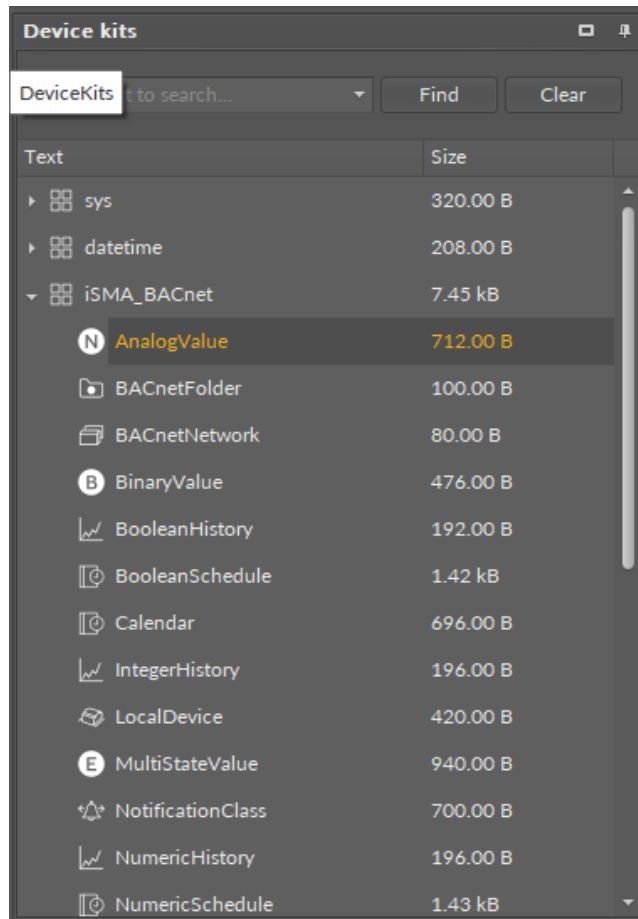 Device kits
DeviceKits t to search... Find Clear
Text Size
sys 320.00 B
datetime 208.00 B
iSMA_BACnet 7.45 kB
N AnalogValue 712.00 B
BACnetFolder 100.00 B
BACnetNetwork 80.00 B
B BinaryValue 476.00 B
BooleanHistory 192.00 B
BooleanSchedule 1.42 kB
Calendar 696.00 B
IntegerHistory 196.00 B
LocalDevice 420.00 B
E MultiStateValue 940.00 B
NotificationClass 700.00 B
NumericHistory 196.00 B
NumericSchedule 1.43 kB